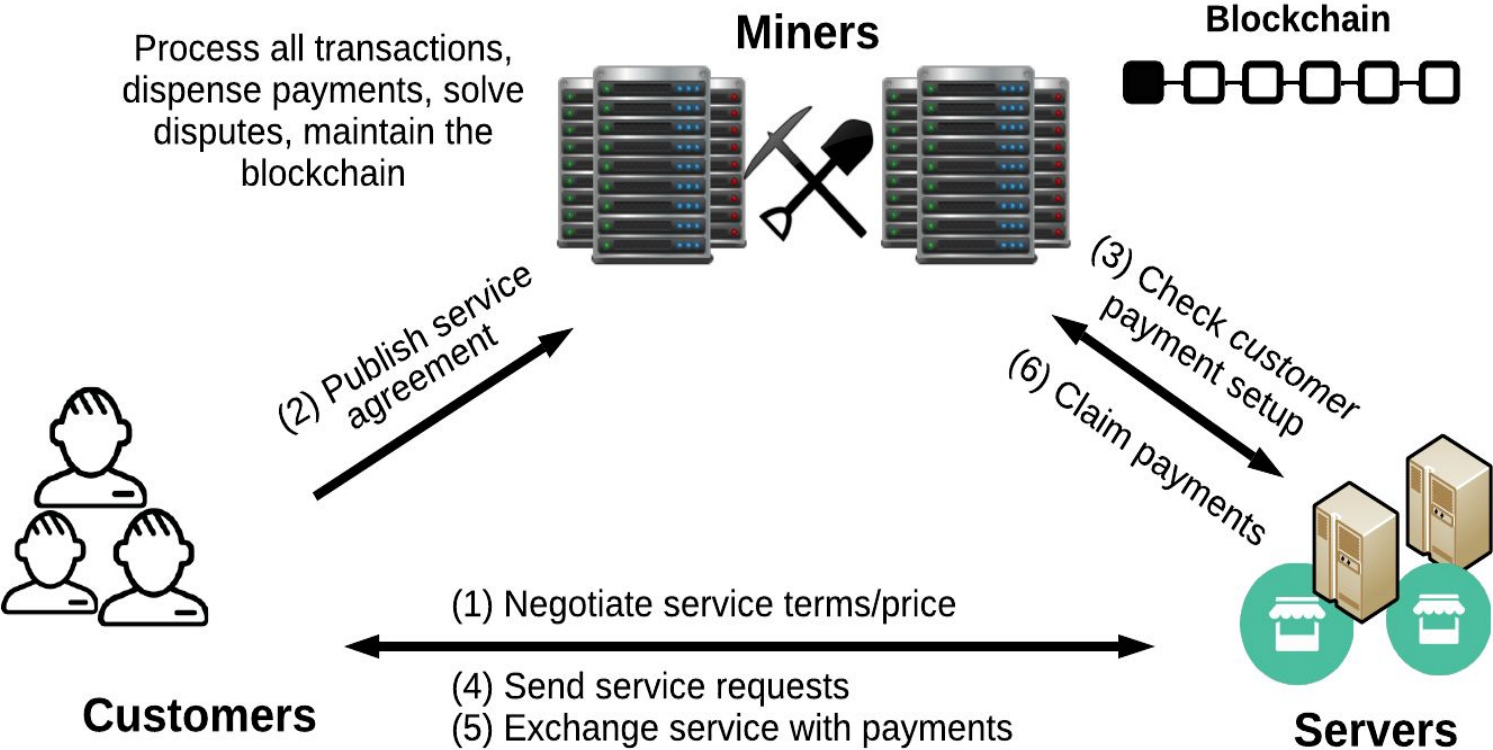 Miners
Blockchain
Process all transactions,
dispense payments, solve
disputes, maintain the
blockchain
(2) Publish service
agreement
(3) Check customer
payment setup
(6) Claim payments
(1) Negotiate service terms/price
(4) Send service requests
(5) Exchange service with payments
Customers
Servers